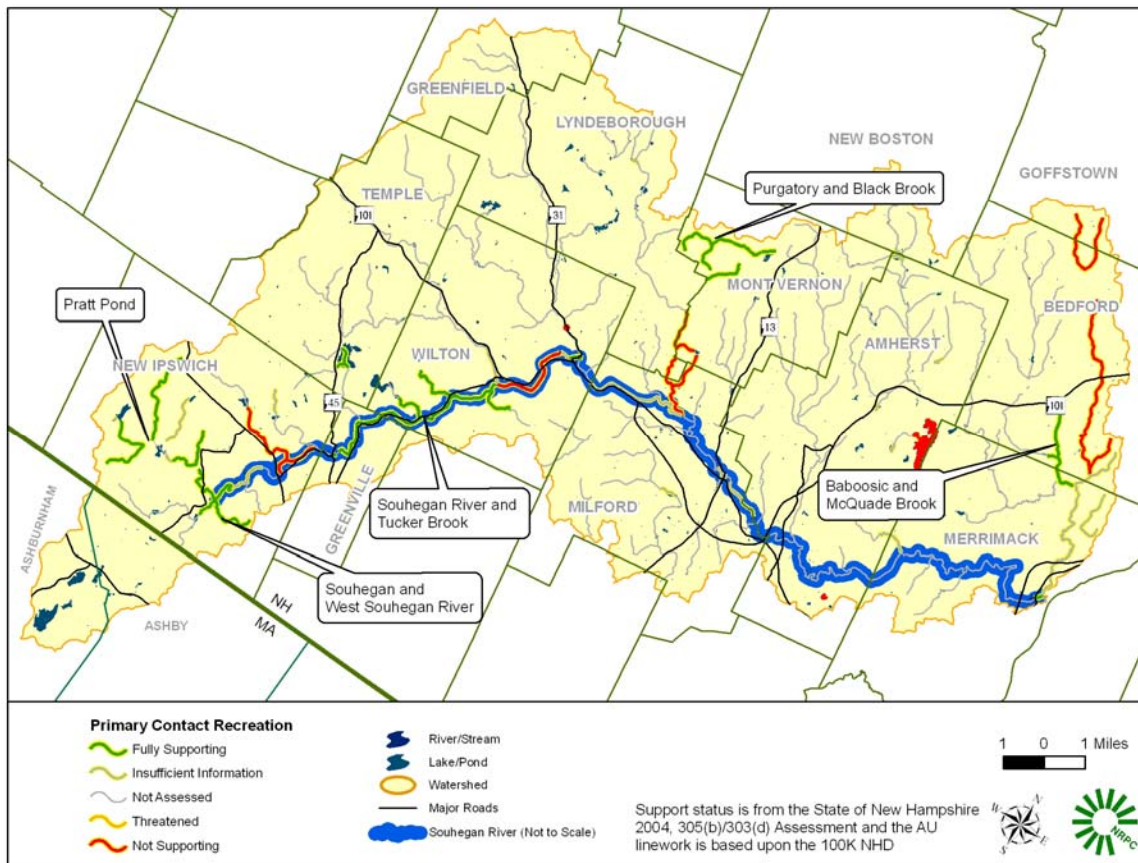 GREENFIELD
LYNDEBOROUGH
NEW BOSTON
GOFFSTOWN
TEMPLE
Purgatory and Black Brook
101
31
MONT VERNON
BEDFORD
Pratt Pond
13
AMHERST
NEW IPSWICH
WILTON
45
101
Baboosic and
McQuade Brook
Souhegan River and
Tucker Brook
GREENVILLE
MILFORD
MERRIMACK
ASHBURNHAM
Souhegan and
West Souhegan River
NH
MA
ASHBY
Primary Contact Recreation
Fully Supporting
Insufficient Information
Not Assessed
Threatened
Not Supporting
River/Stream
Lake/Pond
Watershed
Major Roads
Souhegan River (Not to Scale)
1 0 1 Miles
Support status is from the State of New Hampshire
2004, 305(b)/303(d) Assessment and the AU
linework is based upon the 100K NHD
N
W
E
S
NRPC